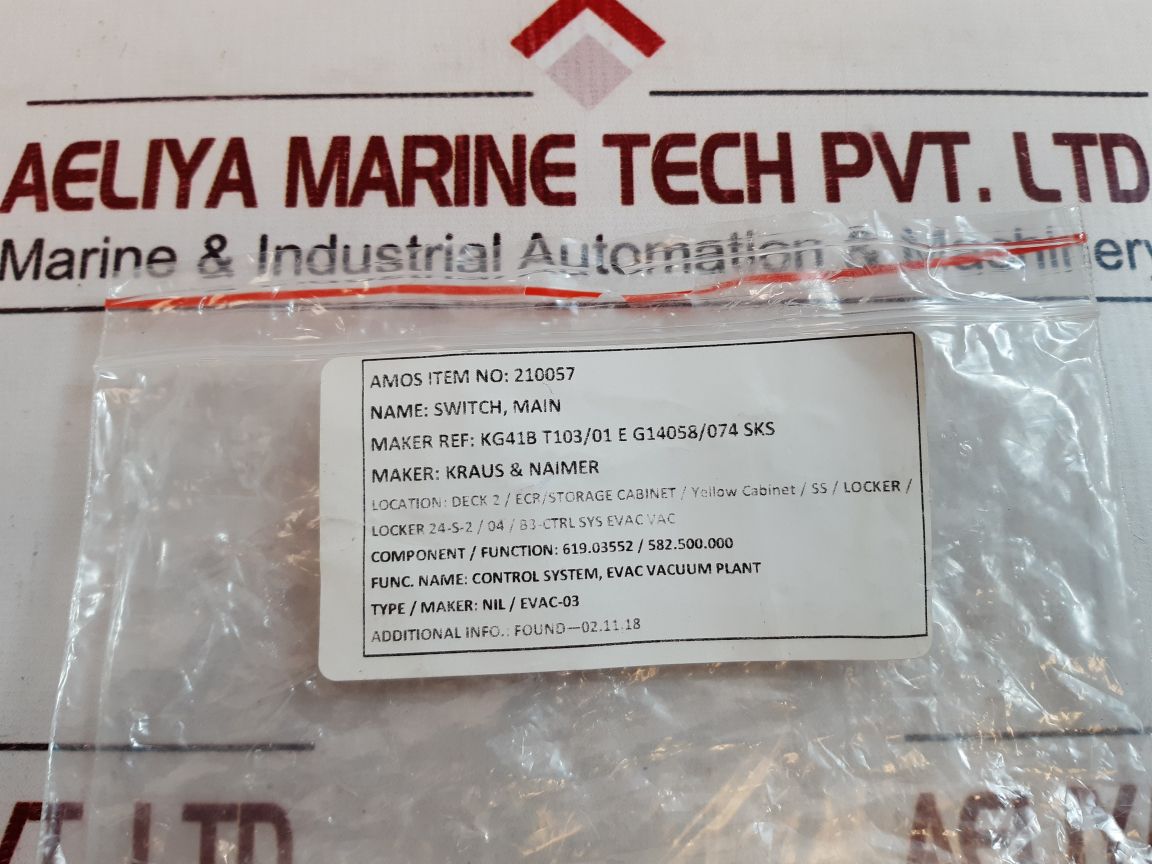 AELIYA MARINE TECH PVT. LTD
Marine & Industrial Automation & Machinery
AMOS ITEM NO: 210057
NAME: SWITCH, MAIN
MAKER REF: KG41B T103/01 E G14058/074 SKS
MAKER: KRAUS & NAIMER
LOCATION: DECK 2 / ECR/STORAGE CABINET / Yellow Cabinet / SS / LOCKER /
LOCKER 24-S-2 / 04 / B3-CTRL SYS EVAC VAC
COMPONENT / FUNCTION: 619.03552 / 582.500.000
FUNC. NAME: CONTROL SYSTEM, EVAC VACUUM PLANT
TYPE / MAKER: NIL / EVAC-03
ADDITIONAL INFO.: FOUND—02.11.18
T. LTD AELIYA